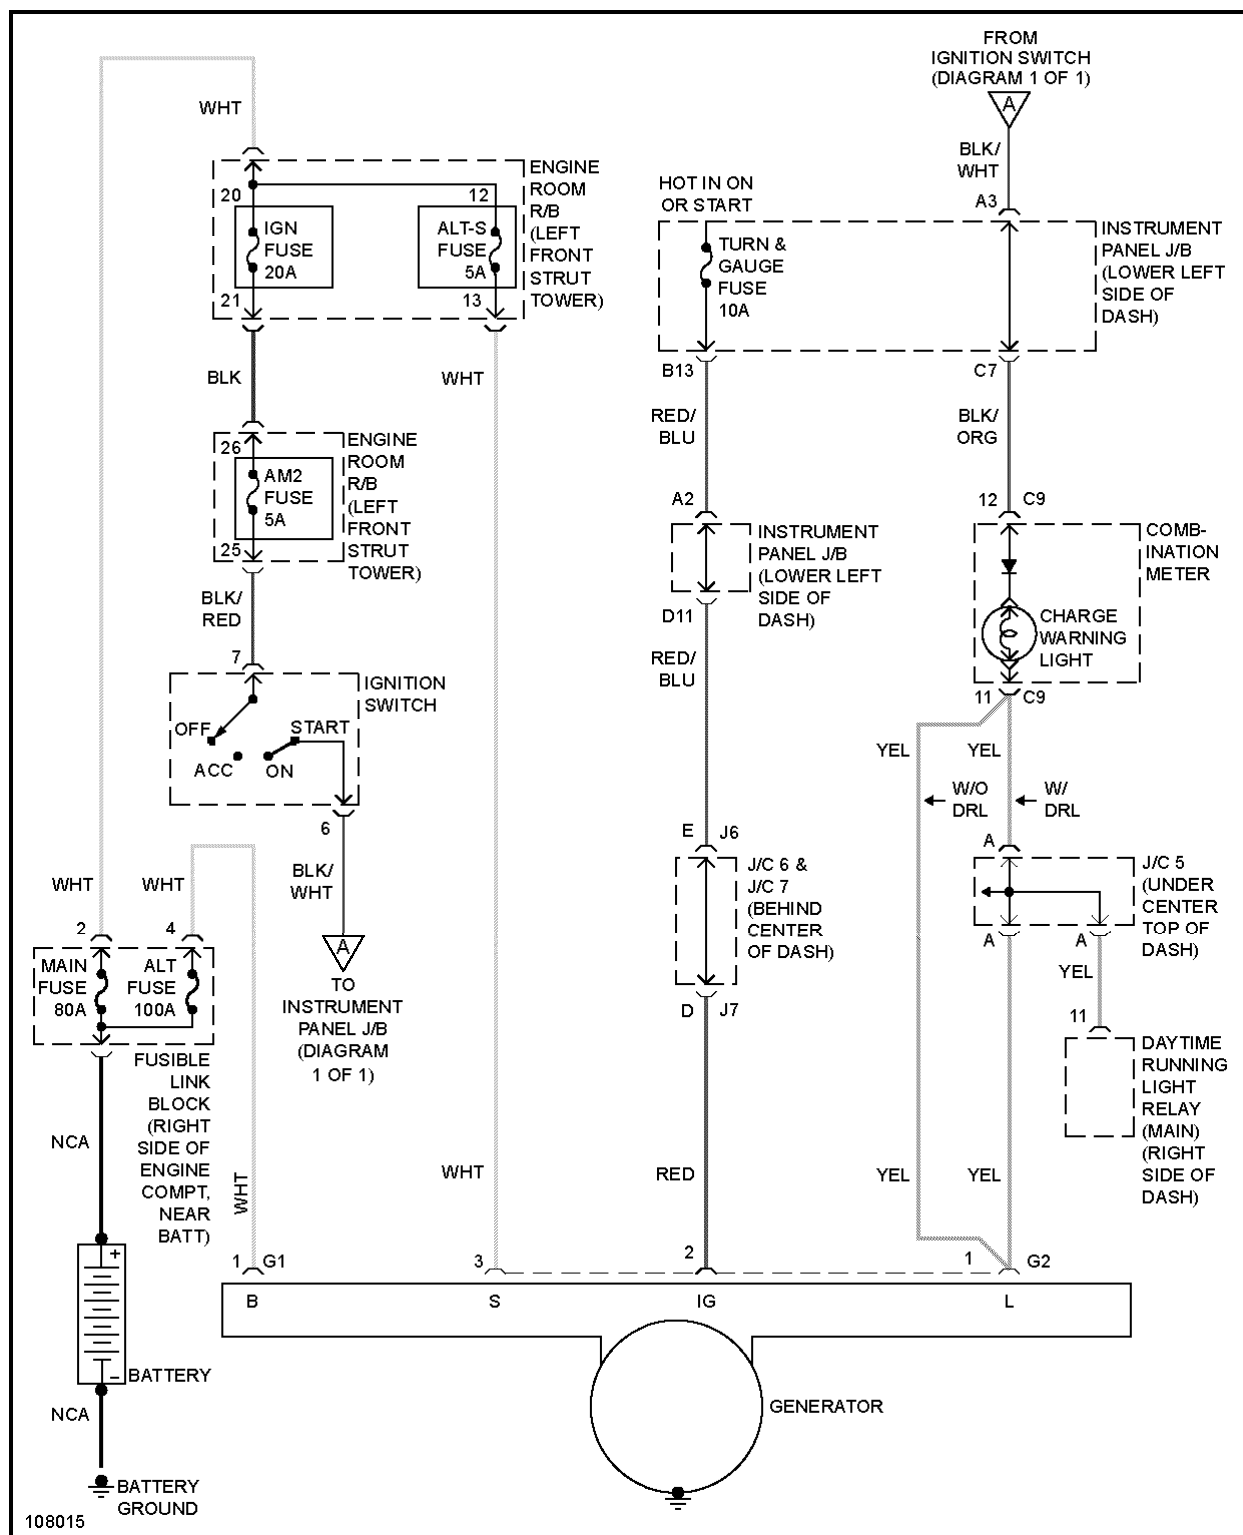 FROM
IGNITION SWITCH
(DIAGRAM 1 OF 1)
A
BLK/
WHT
A3
WHT
ENGINE
ROOM
R/B
(LEFT
FRONT
STRUT
TOWER)
20
12
IGN
FUSE
20A
ALT-S
FUSE
5A
21
13
HOT IN ON
OR START
TURN &
GAUGE
FUSE
10A
INSTRUMENT
PANEL J/B
(LOWER LEFT
SIDE OF
DASH)
B13
C7
BLK
WHT
RED/
BLU
BLK/
ORG
26
AM2
FUSE
5A
25
ENGINE
ROOM
R/B
(LEFT
FRONT
STRUT
TOWER)
A2
INSTRUMENT
PANEL J/B
(LOWER LEFT
SIDE OF
DASH)
D11
12
C9
COMB-
INATION
METER
CHARGE
WARNING
LIGHT
11
C9
BLK/
RED
7
IGNITION
SWITCH
OFF
START
ACC
ON
6
RED/
BLU
YEL
YEL
W/O
DRL
W/
DRL
A
WHT
WHT
BLK/
WHT
E
J6
J/C 6 &
J/C 7
(BEHIND
CENTER
OF DASH)
D
J7
J/C 5
(UNDER
CENTER
TOP OF
DASH)
A
A
YEL
11
2
4
MAIN
FUSE
80A
ALT
FUSE
100A
A
TO
INSTRUMENT
PANEL J/B
(DIAGRAM
1 OF 1)
FUSIBLE
LINK
BLOCK
(RIGHT
SIDE OF
ENGINE
COMPT,
NEAR
BATT)
DAYTIME
RUNNING
LIGHT
RELAY
(MAIN)
(RIGHT
SIDE OF
DASH)
NCA
WHT
WHT
RED
YEL
YEL
1
G1
3
2
1
G2
B
S
IG
L
+
–
BATTERY
GENERATOR
NCA
BATTERY
GROUND
108015